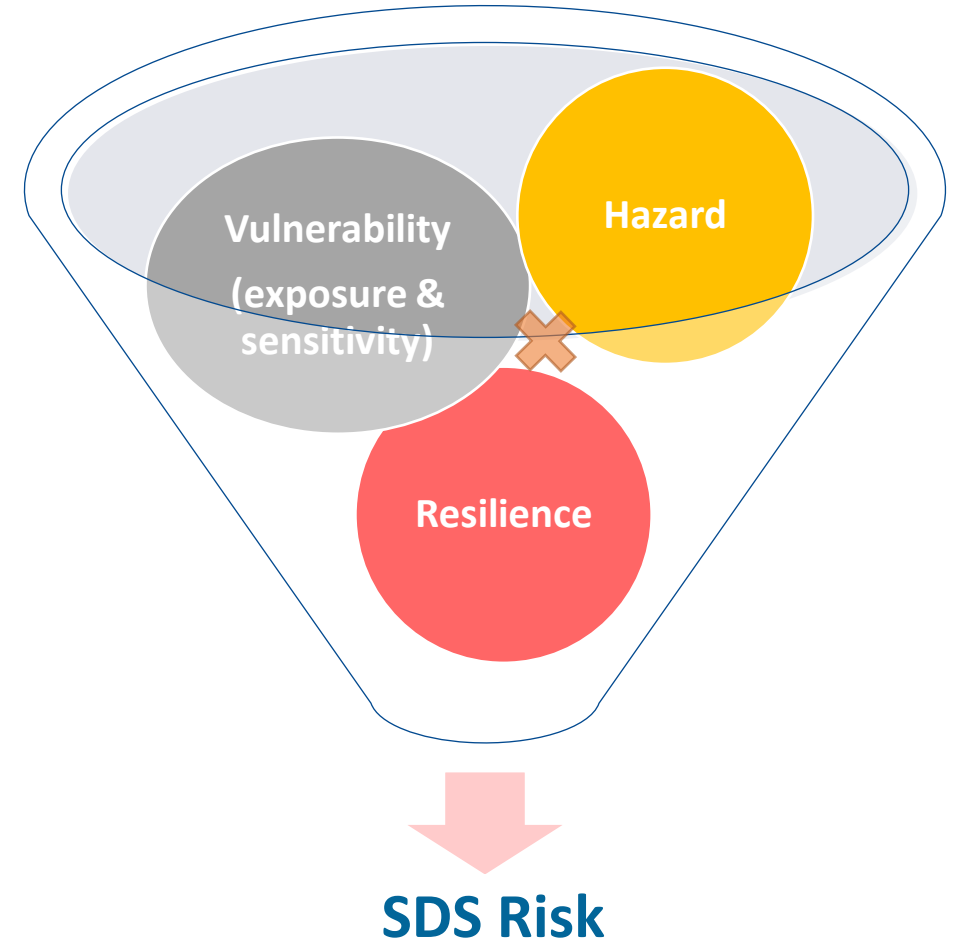 Vulnerability
(exposure &
sensitivity)
Hazard
Resilience
SDS Risk